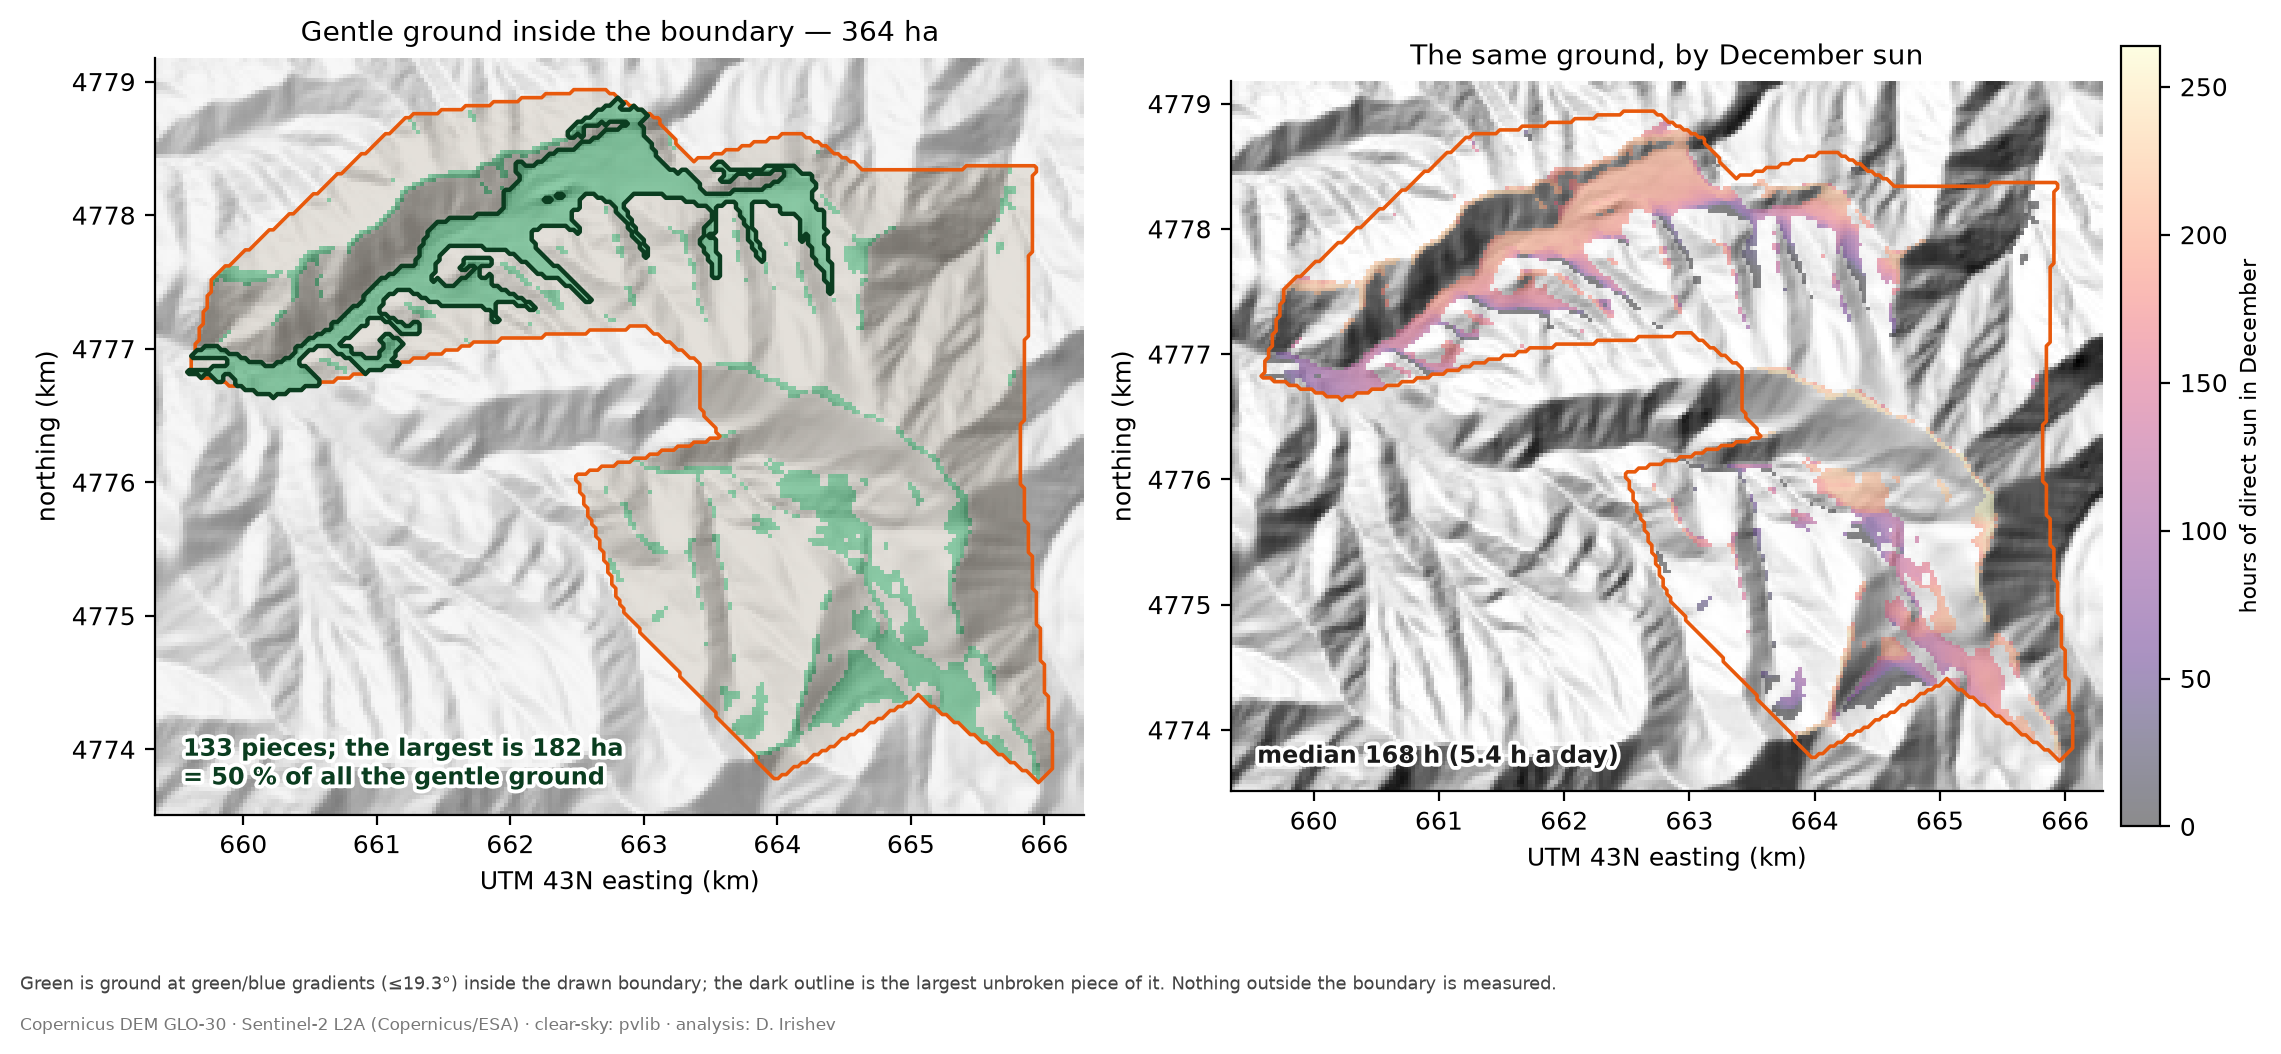 Gentle ground inside the boundary — 364 ha
4779
4778
4777
4776
4775
4774
northing (km)
133 pieces; the largest is 182 ha
= 50 % of all the gentle ground
660
661
662
663
664
665
666
UTM 43N easting (km)
The same ground, by December sun
4779
4778
4777
4776
4775
4774
northing (km)
median 168 h (5.4 h a day)
660
661
662
663
664
665
666
UTM 43N easting (km)
250
200
150
100
50
0
hours of direct sun in December
Green is ground at green/blue gradients (≤19.3°) inside the drawn boundary; the dark outline is the largest unbroken piece of it. Nothing outside the boundary is measured.
Copernicus DEM GLO-30 · Sentinel-2 L2A (Copernicus/ESA) · clear-sky: pvlib · analysis: D. Irishev